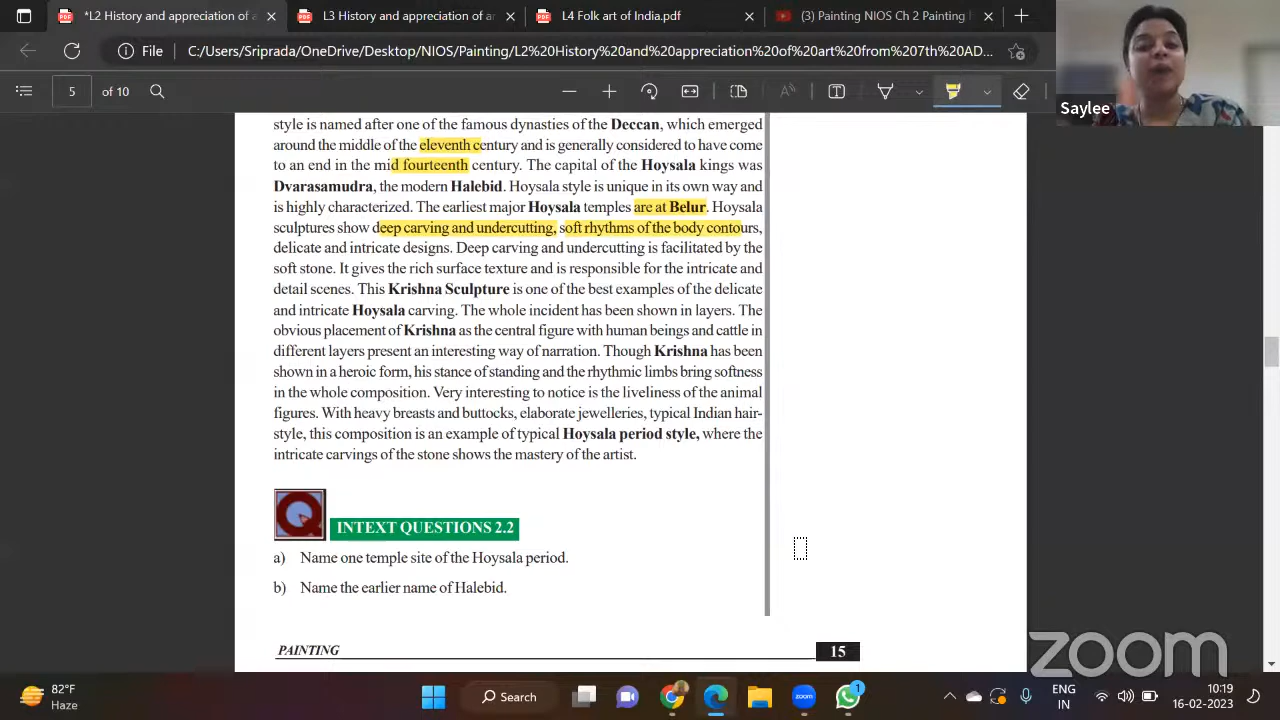 *L2 History and appreciation of a
L3 History and appreciation of a
L4 Folk art of India.pdf
(3) Painting NIOS Ch 2 Painting
File
C:/Users/Sriprada/OneDrive/Desktop/NIOS/Painting/L2%20History%20and%20appreciation%20of%20art%20from%207th%20AD...
5 of 10
Saylee
style is named after one of the famous dynasties of the Deccan, which emerged
around the middle of the eleventh century and is generally considered to have come
to an end in the mid fourteenth century. The capital of the Hoysala kings was
Dvarasamudra, the modern Halebid. Hoysala style is unique in its own way and
is highly characterized. The earliest major Hoysala temples are at Belur. Hoysala
sculptures show deep carving and undercutting, soft rhythms of the body contours,
delicate and intricate designs. Deep carving and undercutting is facilitated by the
soft stone. It gives the rich surface texture and is responsible for the intricate and
detail scenes. This Krishna Sculpture is one of the best examples of the delicate
and intricate Hoysala carving. The whole incident has been shown in layers. The
obvious placement of Krishna as the central figure with human beings and cattle in
different layers present an interesting way of narration. Though Krishna has been
shown in a heroic form, his stance of standing and the rhythmic limbs bring softness
in the whole composition. Very interesting to notice is the liveliness of the animal
figures. With heavy breasts and buttocks, elaborate jewelleries, typical Indian hair-
style, this composition is an example of typical Hoysala period style, where the
intricate carvings of the stone shows the mastery of the artist.
Q
INTEXT QUESTIONS 2.2
a) Name one temple site of the Hoysala period.
b) Name the earlier name of Halebid.
PAINTING
15
zoom
82°F
Haze
Search
zoom
1
ENG
IN
10:19
16-02-2023